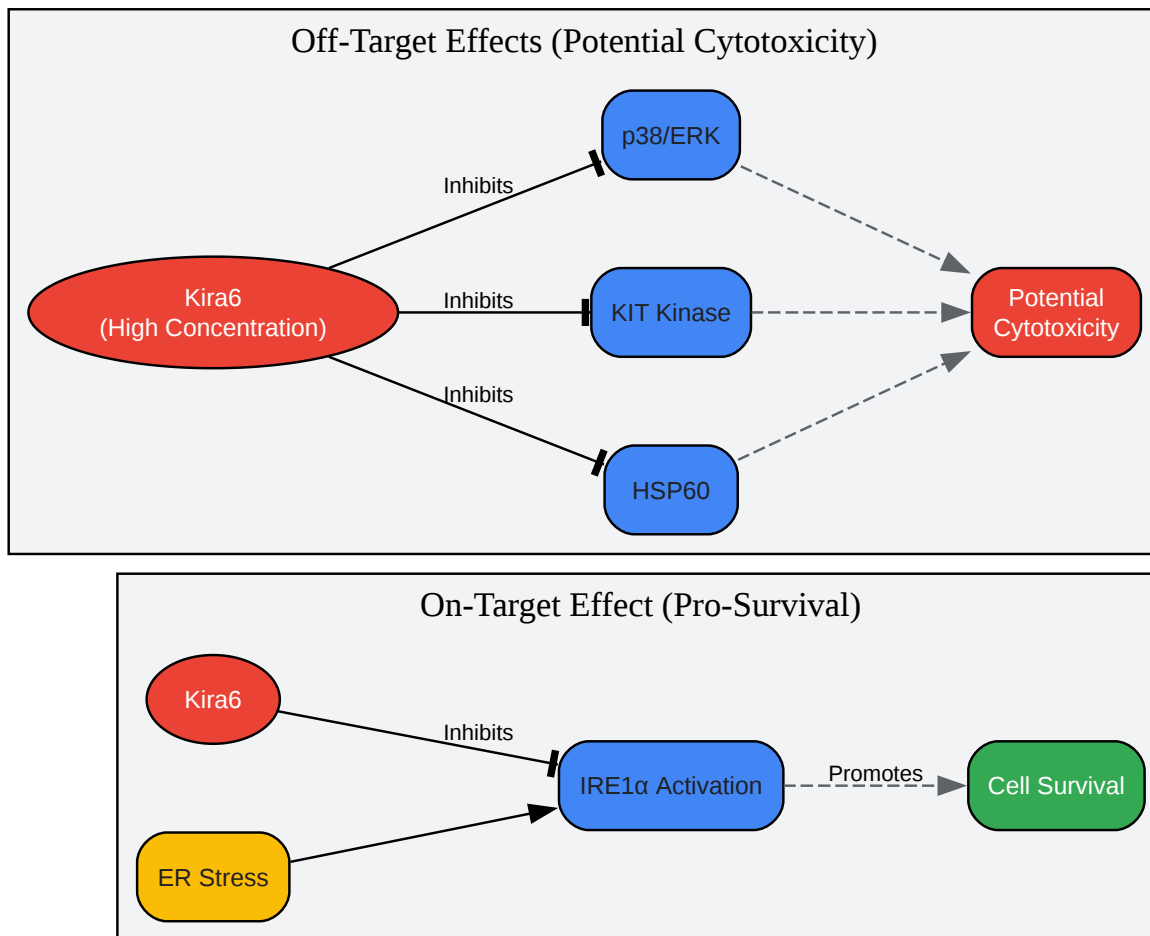 Off-Target Effects (Potential Cytotoxicity)
p38/ERK
Inhibits
Kira6
(High Concentration)
Inhibits
KIT Kinase
Potential
Cytotoxicity
Inhibits
HSP60
On-Target Effect (Pro-Survival)
Kira6
Inhibits
IRE1α Activation
Promotes
Cell Survival
ER Stress